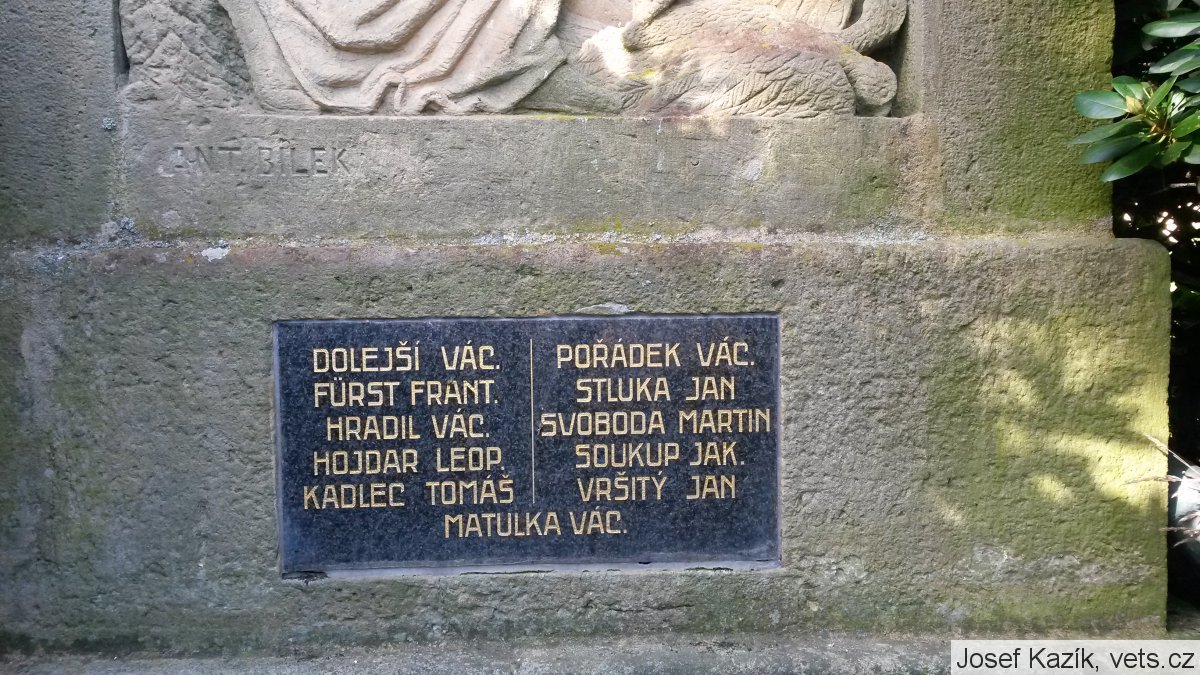 ANT. BÍLEK
DOLEJŠÍ VÁC.
FÜRST FRANT.
HRADIL VÁC.
HOJDAR LEOP.
KADLEC TOMÁŠ
POŘÁDEK VÁC.
STLUKA JAN
SVOBODA MARTIN
SOUKUP JAK.
VRŠITÝ JAN
MATULKA VÁC.
Josef Kazík, vets.cz